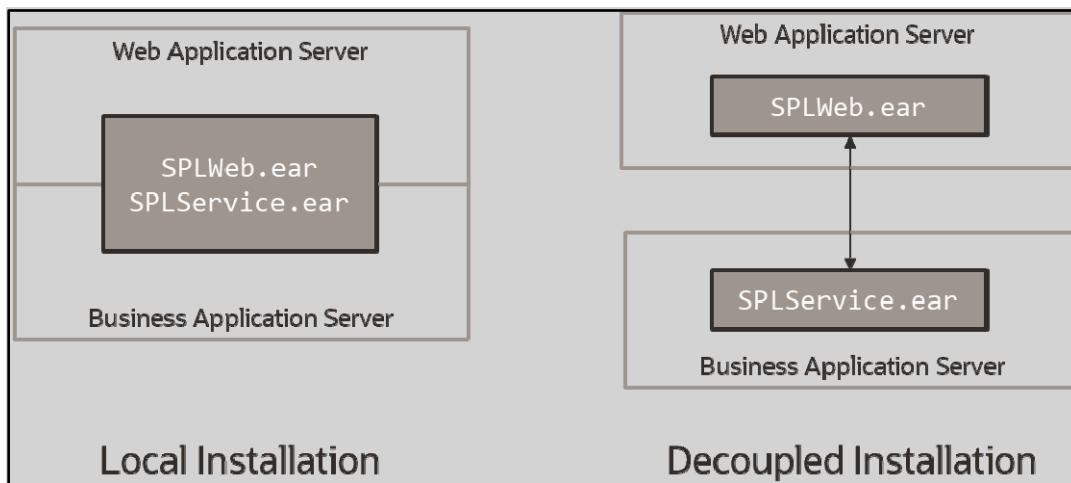 Web Application Server
SPLWeb.ear
SPLService.ear
Business Application Server
Local Installation
Web Application Server
SPLWeb.ear
SPLService.ear
Business Application Server
Decoupled Installation